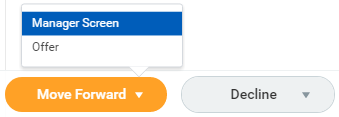 Manager Screen
Offer
Move Forward
Decline